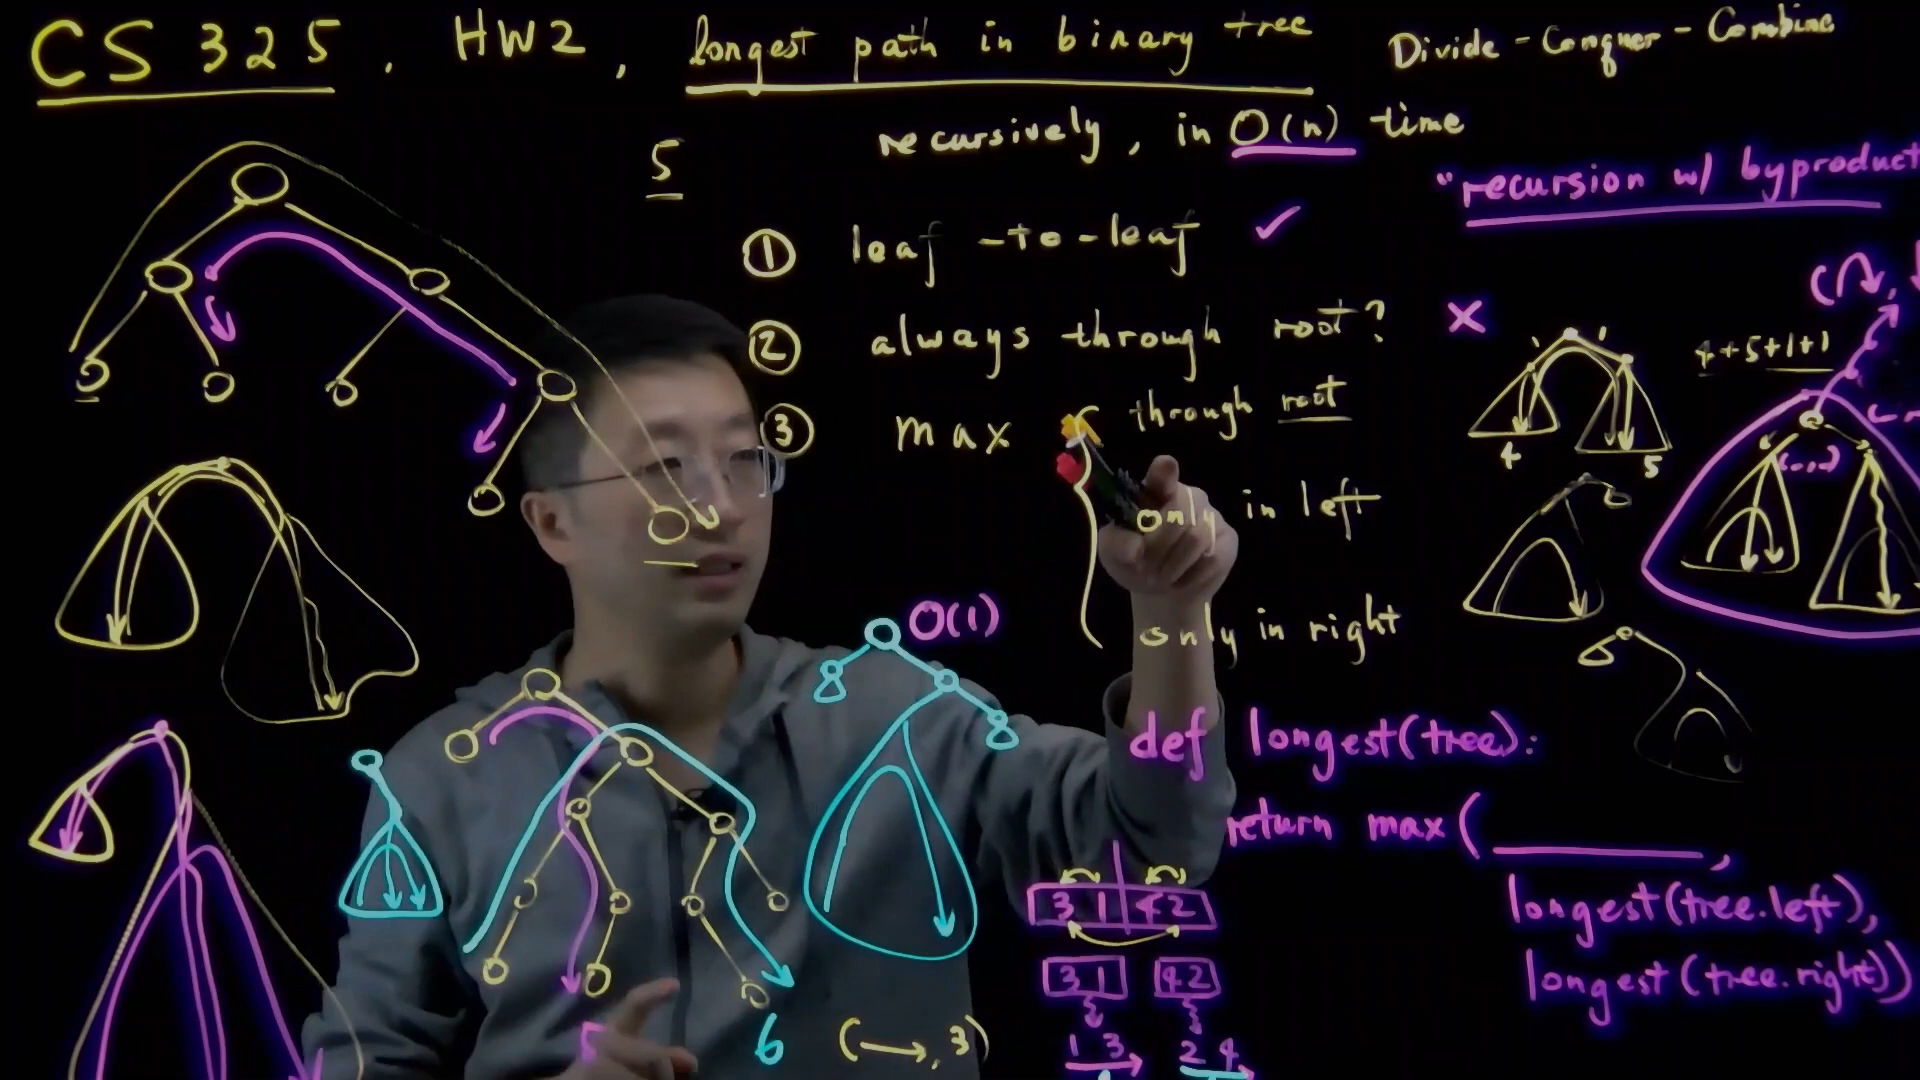 CS 325, HW2, longest path in binary tree
Divide - Conquer - Combine
recursively, in O(n) time
"recursion w/ byproduct
5
① leaf-to-leaf ✓
② always through root? ×
③ max { through root
only in left
only in right
4+5+1+1
4 5
(..,..)
O(1)
def longest(tree):
return max( ________,
longest(tree.left),
longest(tree.right))
3 1 4 2
3 1 4 2
1 3 2 4
6
(→, 3)